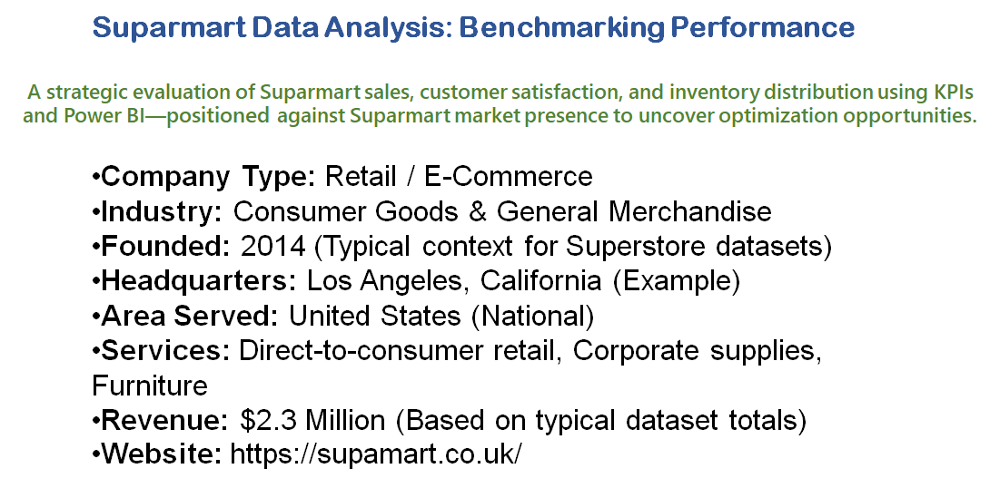 Suparmart Data Analysis: Benchmarking Performance
A strategic evaluation of Suparmart sales, customer satisfaction, and inventory distribution using KPIs
and Power BI—positioned against Suparmart market presence to uncover optimization opportunities.
•Company Type: Retail / E-Commerce
•Industry: Consumer Goods & General Merchandise
•Founded: 2014 (Typical context for Superstore datasets)
•Headquarters: Los Angeles, California (Example)
•Area Served: United States (National)
•Services: Direct-to-consumer retail, Corporate supplies,
Furniture
•Revenue: $2.3 Million (Based on typical dataset totals)
•Website: https://supamart.co.uk/